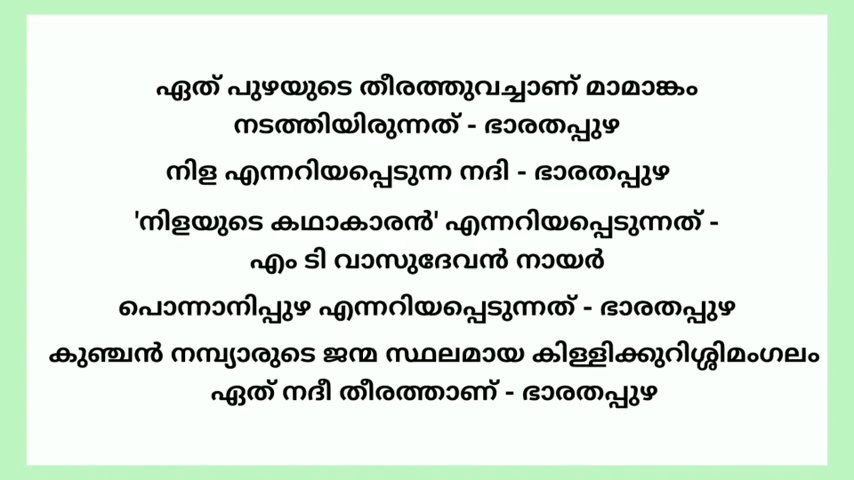 ഏത് പുഴയുടെ തീരത്തുവച്ചാണ് മാമാങ്കം
നടത്തിയിരുന്നത് - ഭാരതപ്പുഴ
നിള എന്നറിയപ്പെടുന്ന നദി - ഭാരതപ്പുഴ
'നിളയുടെ കഥാകാരൻ' എന്നറിയപ്പെടുന്നത് -
എം ടി വാസുദേവൻ നായർ
പൊന്നാനിപ്പുഴ എന്നറിയപ്പെടുന്നത് - ഭാരതപ്പുഴ
കുഞ്ചൻ നമ്പ്യാരുടെ ജന്മ സ്ഥലമായ കിള്ളിക്കുറിശ്ശിമംഗലം
ഏത് നദീ തീരത്താണ് - ഭാരതപ്പുഴ